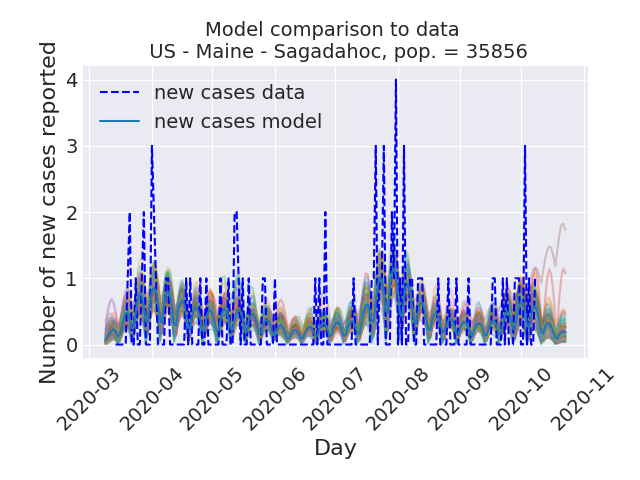 Model comparison to data
US - Maine - Sagadahoc, pop. = 35856
Number of new cases reported
4
3
2
1
0
new cases data
new cases model
2020-03
2020-04
2020-05
2020-06
2020-07
2020-08
2020-09
2020-10
2020-11
Day